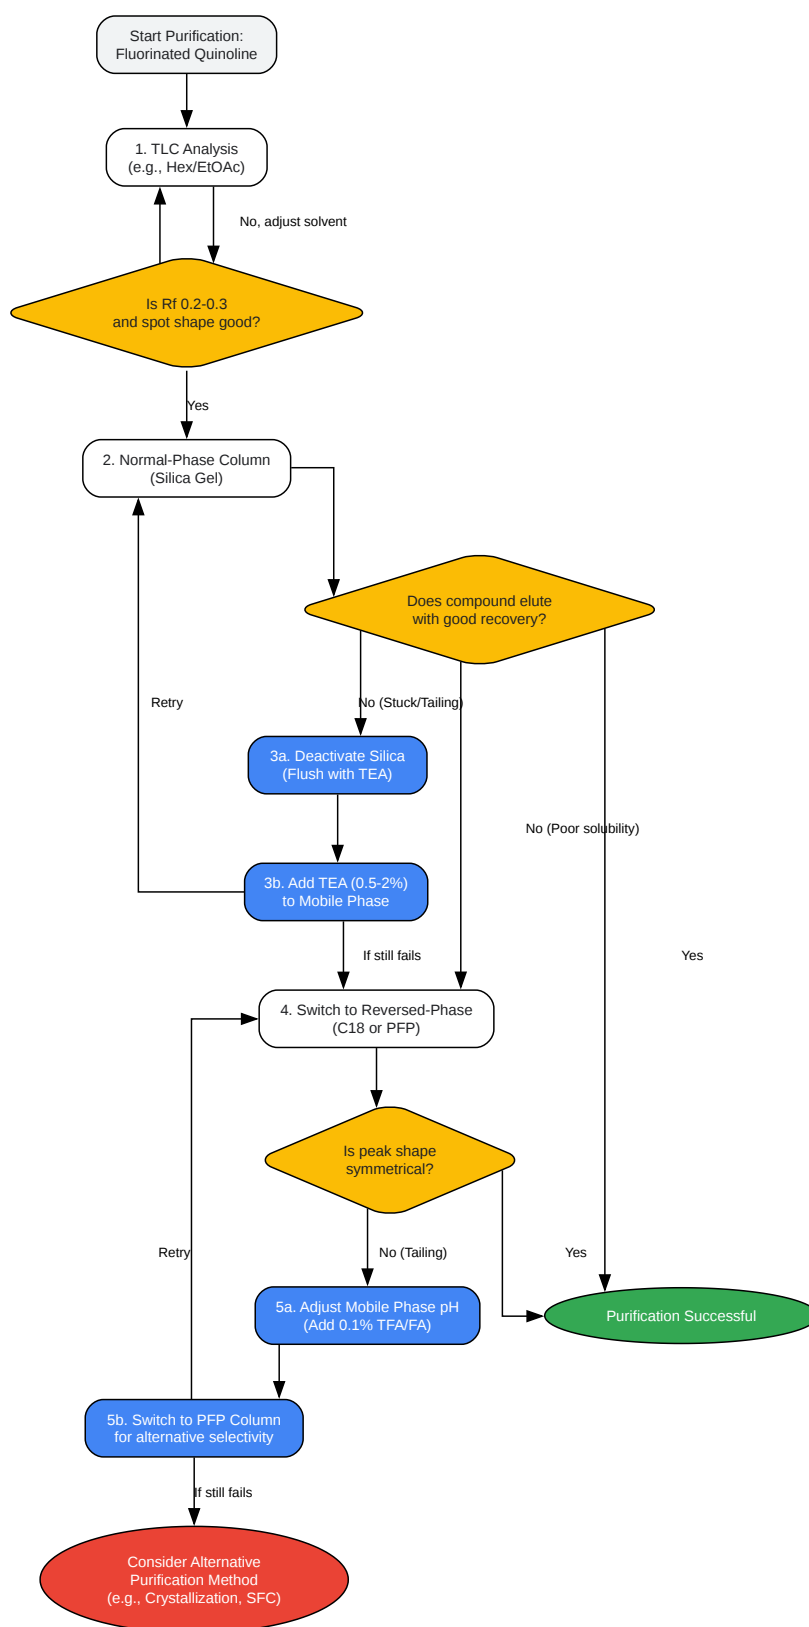 Start Purification:
Fluorinated Quinoline
1. TLC Analysis
(e.g., Hex/EtOAc)
No, adjust solvent
Is Rf 0.2-0.3
and spot shape good?
Yes
2. Normal-Phase Column
(Silica Gel)
Does compound elute
with good recovery?
Retry
No (Stuck/Tailing)
3a. Deactivate Silica
(Flush with TEA)
No (Poor solubility)
3b. Add TEA (0.5-2%)
to Mobile Phase
If still fails
Yes
4. Switch to Reversed-Phase
(C18 or PFP)
Is peak shape
symmetrical?
Retry
No (Tailing)
Yes
5a. Adjust Mobile Phase pH
(Add 0.1% TFA/FA)
Purification Successful
5b. Switch to PFP Column
for alternative selectivity
If still fails
Consider Alternative
Purification Method
(e.g., Crystallization, SFC)